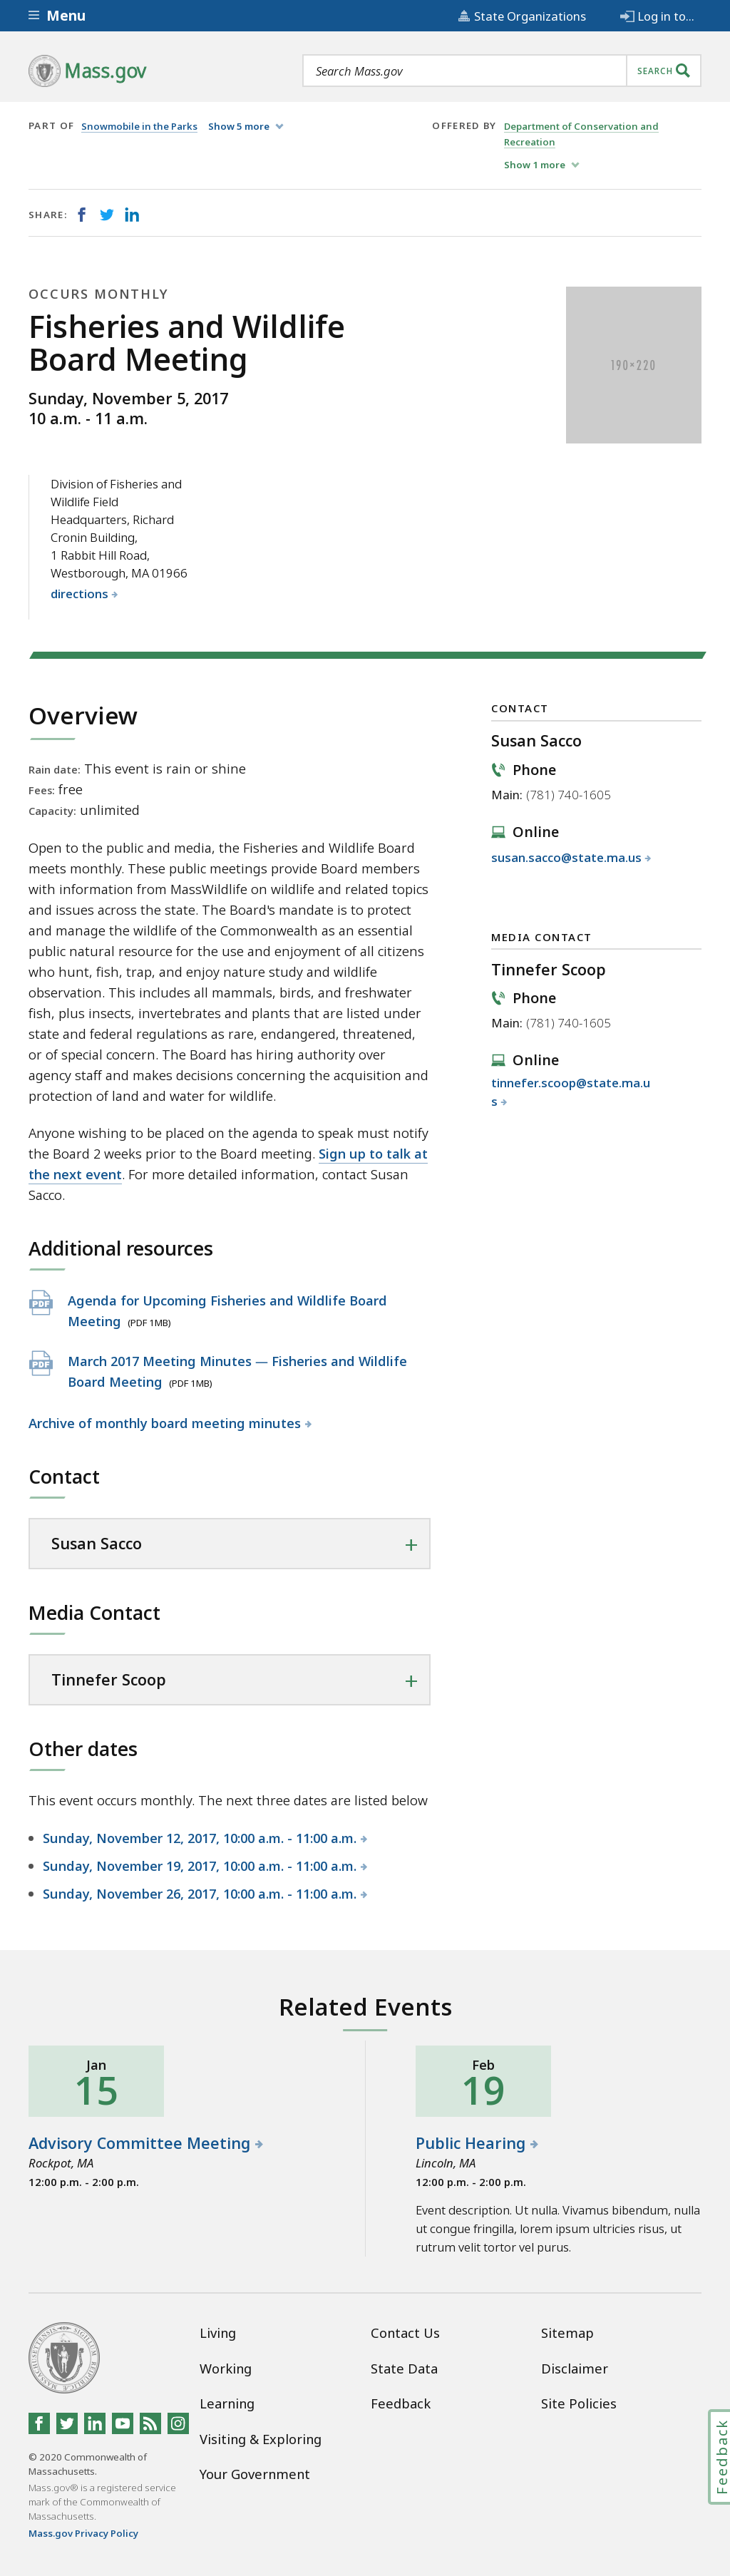 Menu
State Organizations
Log in to...
Mass.gov
Search Mass.gov
SEARCH
PART OF Snowmobile in the Parks Show 5 more
OFFERED BY Department of Conservation and
Recreation
Show 1 more
SHARE:
OCCURS MONTHLY
Fisheries and Wildlife
Board Meeting
Sunday, November 5, 2017
10 a.m. - 11 a.m.
190×220
Division of Fisheries and
Wildlife Field
Headquarters, Richard
Cronin Building,
1 Rabbit Hill Road,
Westborough, MA 01966
directions
Overview
Rain date: This event is rain or shine
Fees: free
Capacity: unlimited
Open to the public and media, the Fisheries and Wildlife Board
meets monthly. These public meetings provide Board members
with information from MassWildlife on wildlife and related topics
and issues across the state. The Board's mandate is to protect
and manage the wildlife of the Commonwealth as an essential
public natural resource for the use and enjoyment of all citizens
who hunt, fish, trap, and enjoy nature study and wildlife
observation. This includes all mammals, birds, and freshwater
fish, plus insects, invertebrates and plants that are listed under
state and federal regulations as rare, endangered, threatened,
or of special concern. The Board has hiring authority over
agency staff and makes decisions concerning the acquisition and
protection of land and water for wildlife.
Anyone wishing to be placed on the agenda to speak must notify
the Board 2 weeks prior to the Board meeting. Sign up to talk at
the next event. For more detailed information, contact Susan
Sacco.
Additional resources
PDF
Agenda for Upcoming Fisheries and Wildlife Board
Meeting (PDF 1MB)
PDF
March 2017 Meeting Minutes — Fisheries and Wildlife
Board Meeting (PDF 1MB)
Archive of monthly board meeting minutes
Contact
Susan Sacco
Media Contact
Tinnefer Scoop
Other dates
This event occurs monthly. The next three dates are listed below
Sunday, November 12, 2017, 10:00 a.m. - 11:00 a.m.
Sunday, November 19, 2017, 10:00 a.m. - 11:00 a.m.
Sunday, November 26, 2017, 10:00 a.m. - 11:00 a.m.
CONTACT
Susan Sacco
Phone
Main: (781) 740-1605
Online
susan.sacco@state.ma.us
MEDIA CONTACT
Tinnefer Scoop
Phone
Main: (781) 740-1605
Online
tinnefer.scoop@state.ma.u
s
Related Events
Jan
15
Advisory Committee Meeting
Rockpot, MA
12:00 p.m. - 2:00 p.m.
Feb
19
Public Hearing
Lincoln, MA
12:00 p.m. - 2:00 p.m.
Event description. Ut nulla. Vivamus bibendum, nulla
ut congue fringilla, lorem ipsum ultricies risus, ut
rutrum velit tortor vel purus.
© 2020 Commonwealth of
Massachusetts.
Mass.gov® is a registered service
mark of the Commonwealth of
Massachusetts.
Mass.gov Privacy Policy
Living
Working
Learning
Visiting & Exploring
Your Government
Contact Us
State Data
Feedback
Sitemap
Disclaimer
Site Policies
Feedback